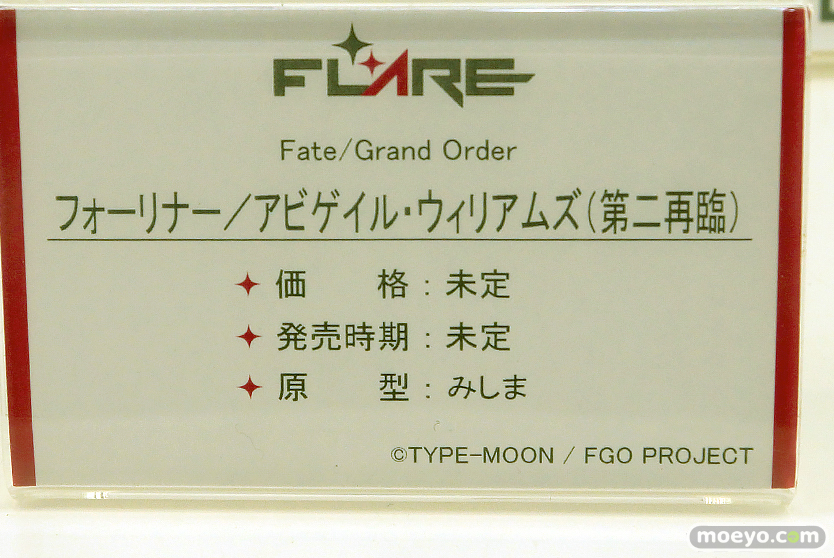 FLARE
Fate/Grand Order
フォーリナー/アビゲイル・ウィリアムズ(第二再臨)
価　格：未定
発売時期：未定
原　型：みしま
©TYPE-MOON / FGO PROJECT
moeyo.com